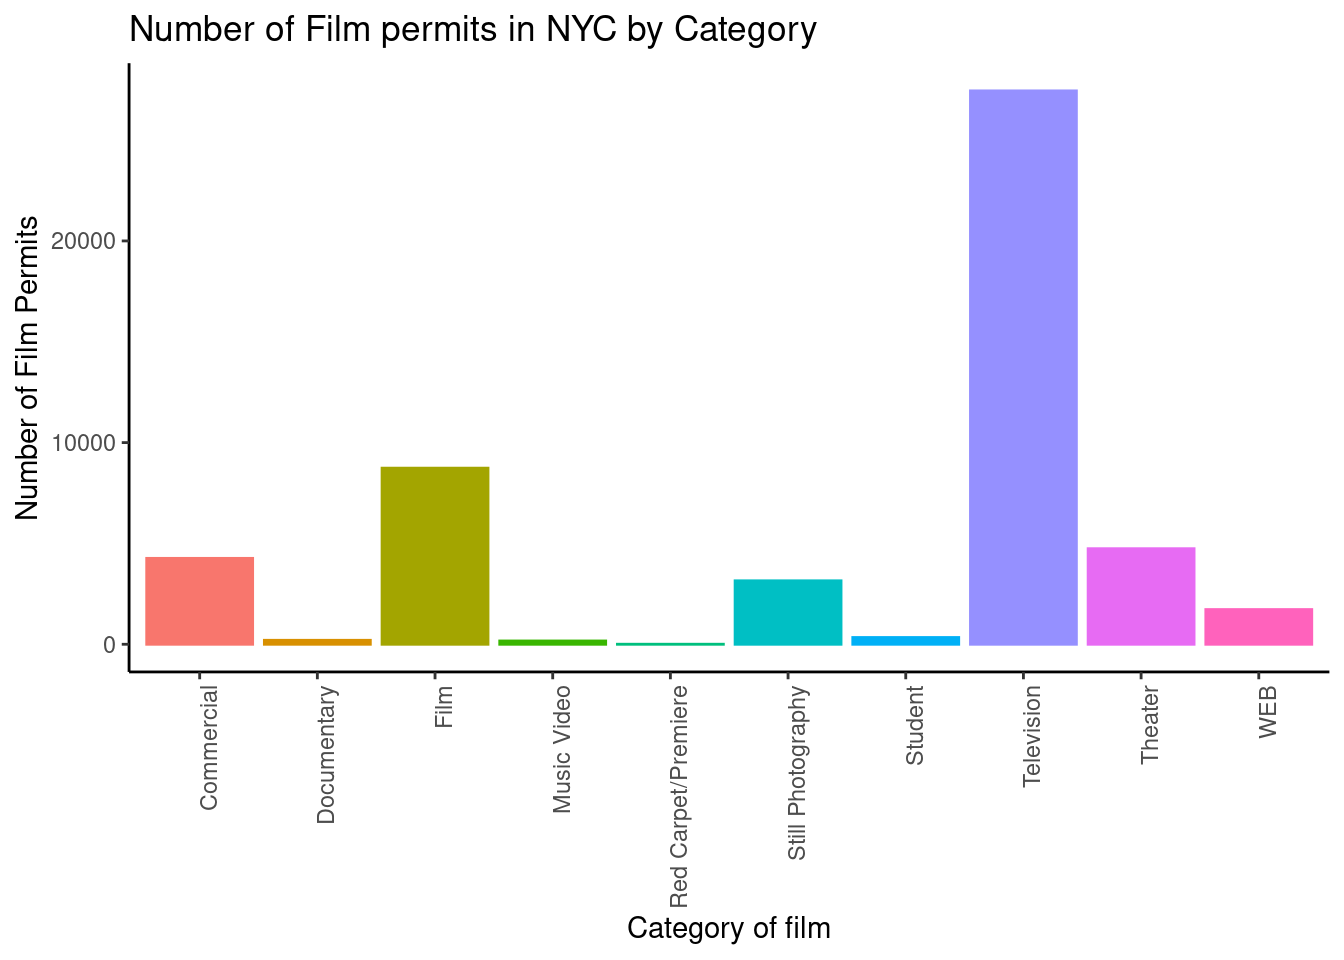 Number of Film permits in NYC by Category
Number of Film Permits
20000
10000
0
Commercial
Documentary
Film
Music Video
Red Carpet/Premiere
Still Photography
Student
Television
Theater
WEB
Category of film